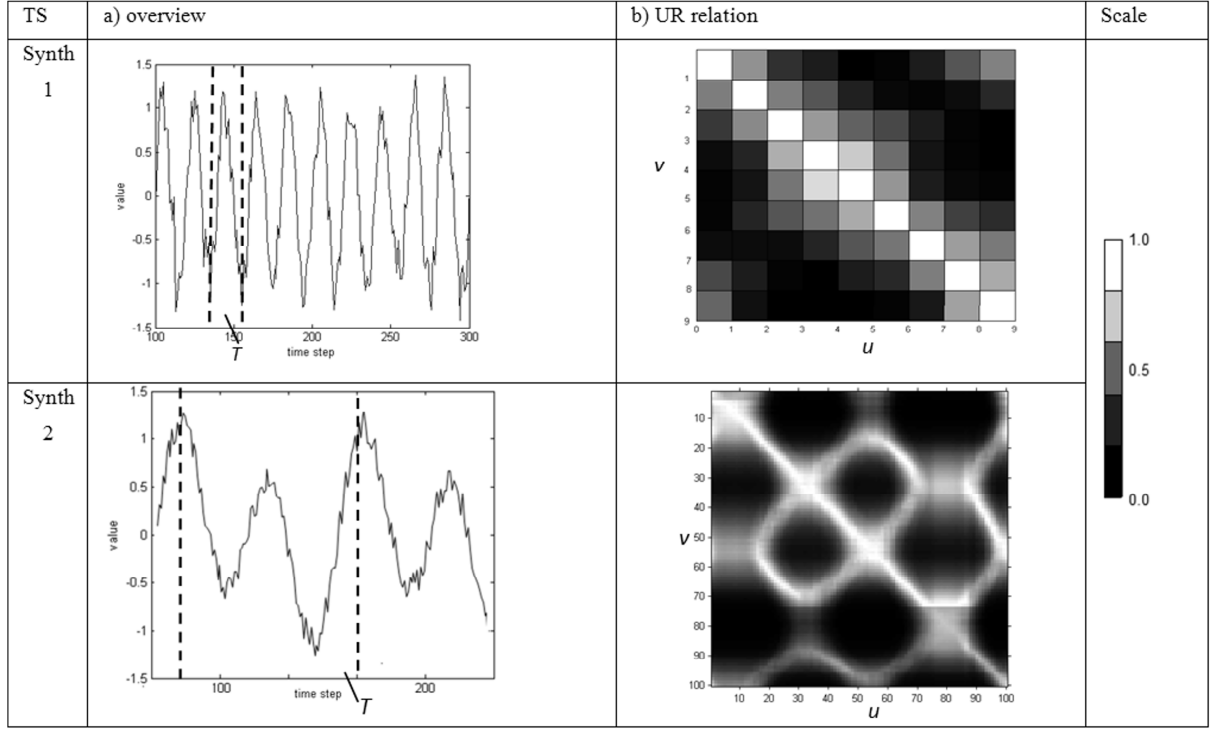 TS a) overview b) UR relation Scale
Synth
1
1.5
1
0.5
0
-0.5
-1
-1.5
value
100 150 200 250 300
time step
T
1
2
3
4
5
6
7
8
9
v
0 1 2 3 4 5 6 7 8 9
u
1.0
0.5
0.0
Synth
2
1.5
1
0.5
0
-0.5
-1
-1.5
value
100 200
time step
T
10
20
30
40
50
60
70
80
90
100
v
10 20 30 40 50 60 70 80 90 100
u